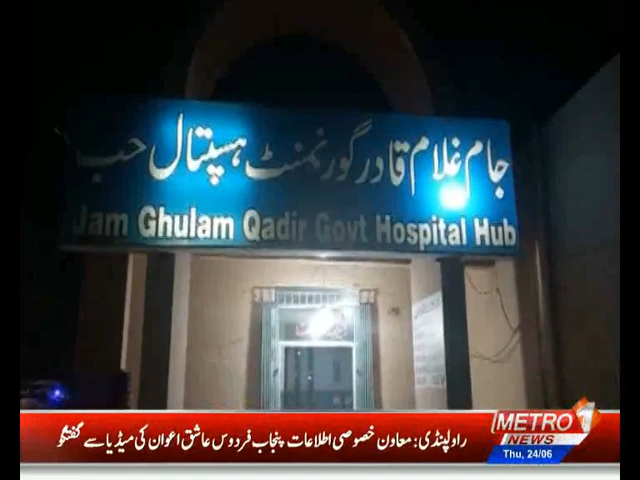 جام غلام قادر گورنمنٹ ہسپتال حب
Jam Ghulam Qadir Govt Hospital Hub
راولپنڈی: معاون خصوصی اطلاعات پنجاب فردوس عاشق اعوان کی میڈیا سے گفتگو
METRO 1
NEWS
Thu, 24/06